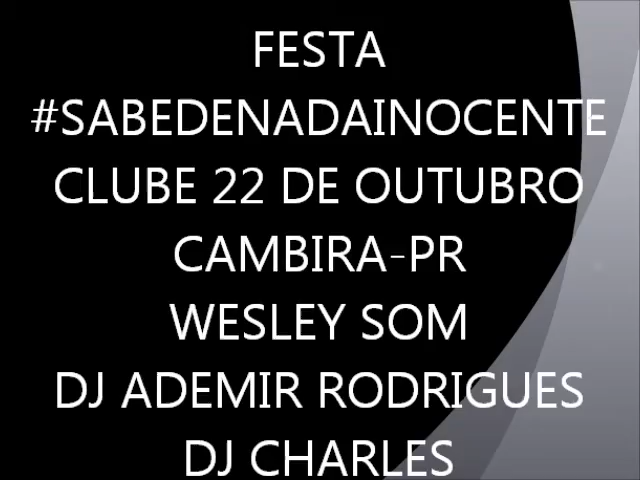 FESTA
#SABEDENADAINOCENTE
CLUBE 22 DE OUTUBRO
CAMBIRA-PR
WESLEY SOM
DJ ADEMIR RODRIGUES
DJ CHARLES